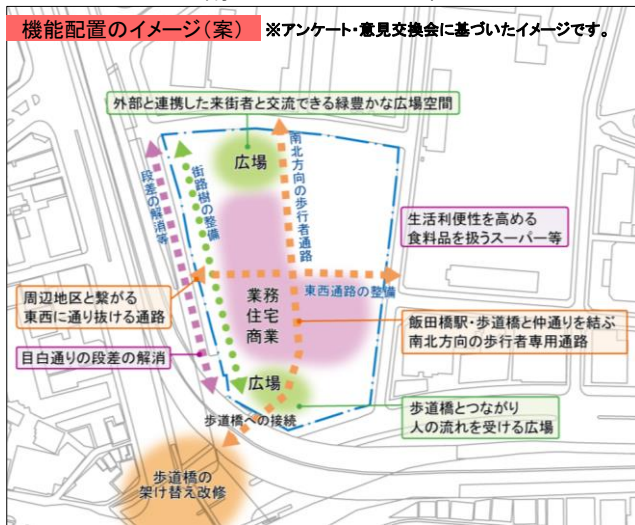 機能配置のイメージ(案)
※アンケート・意見交換会に基づいたイメージです。
外部と連携した来街者と交流できる緑豊かな広場空間
広場
段差の解消等
街路樹の整備
南北方向の歩行者通路
生活利便性を高める
食料品を扱うスーパー等
東西通路の整備
周辺地区と繋がる
東西に通り抜ける通路
業務
住宅
商業
飯田橋駅・歩道橋と仲通りを結ぶ
南北方向の歩行者専用通路
目白通りの段差の解消
広場
歩道橋とつながり
人の流れを受ける広場
歩道橋への接続
歩道橋の
架け替え改修